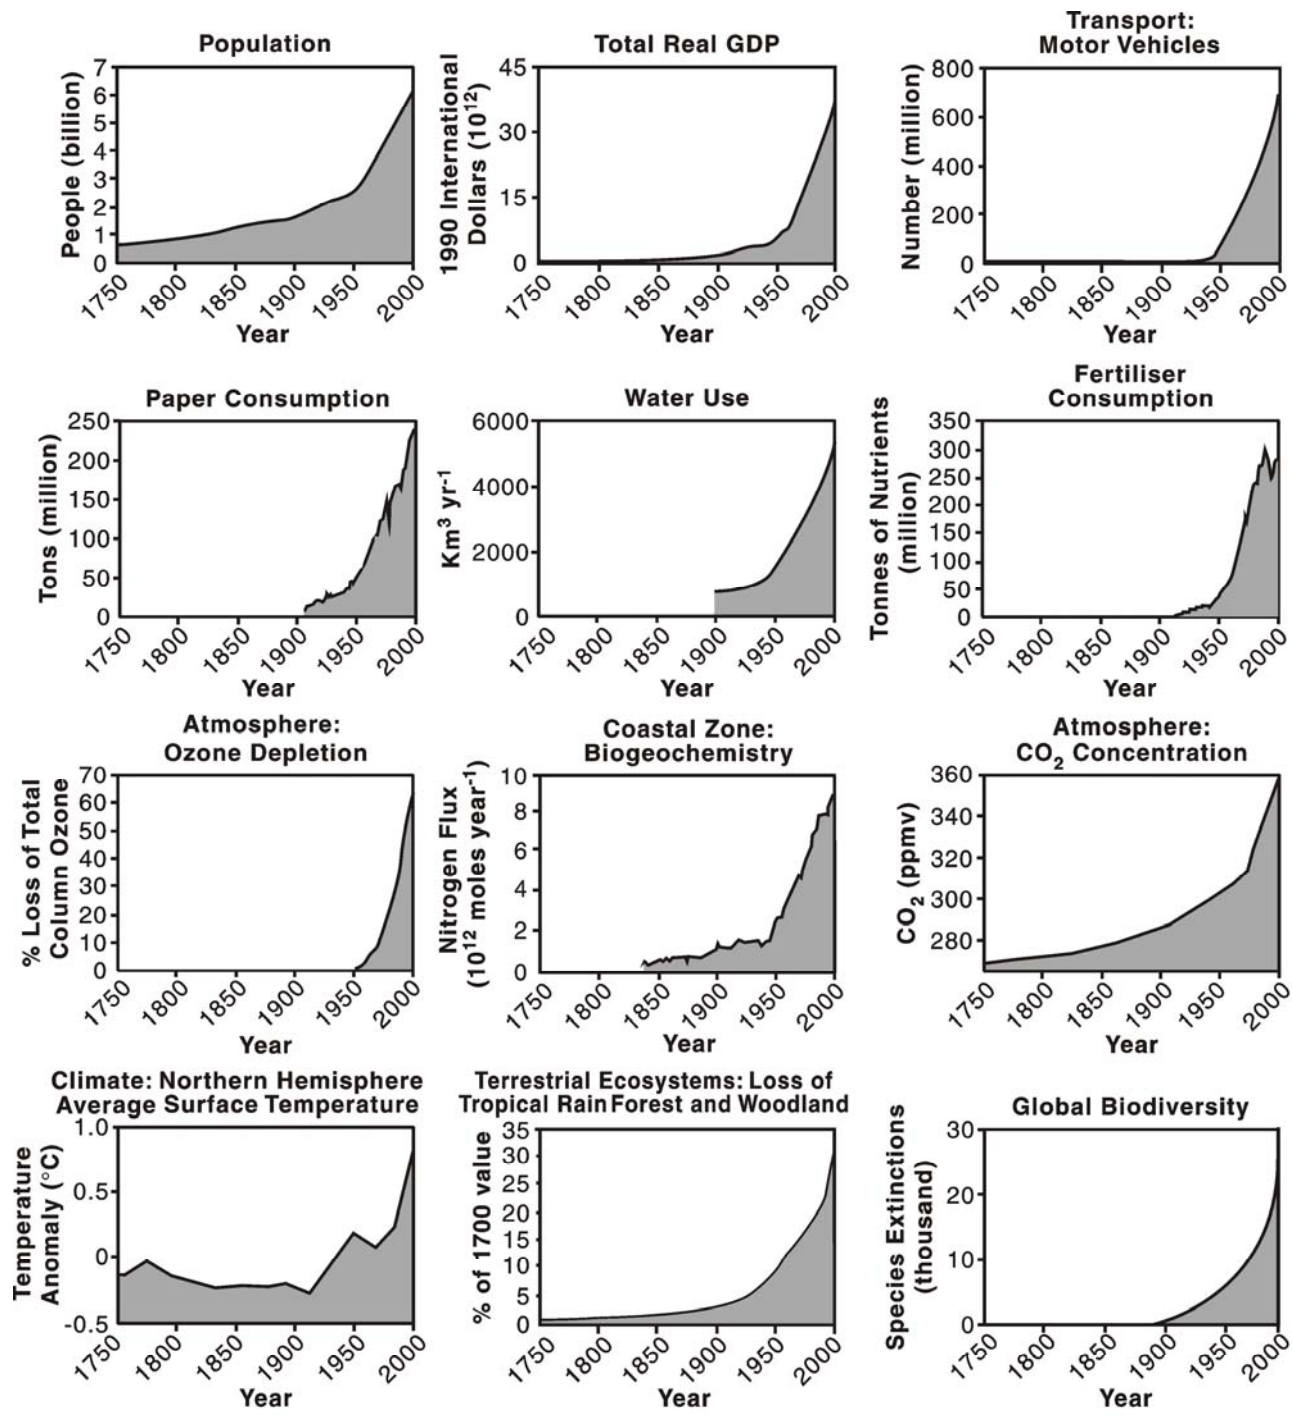 Population
People (billion)
7
6
5
4
3
2
1
0
1750
1800
1850
1900
1950
2000
Year
Total Real GDP
1990 International
Dollars (10¹²)
45
30
15
0
1750
1800
1850
1900
1950
2000
Year
Transport:
Motor Vehicles
Number (million)
800
600
400
200
0
1750
1800
1850
1900
1950
2000
Year
Paper Consumption
Tons (million)
250
200
150
100
50
0
1750
1800
1850
1900
1950
2000
Year
Water Use
Km³ yr⁻¹
6000
4000
2000
0
1750
1800
1850
1900
1950
2000
Year
Fertiliser
Consumption
Tonnes of Nutrients
(million)
350
300
250
200
150
100
50
0
1750
1800
1850
1900
1950
2000
Year
Atmosphere:
Ozone Depletion
% Loss of Total
Column Ozone
70
60
50
40
30
20
10
0
1750
1800
1850
1900
1950
2000
Year
Coastal Zone:
Biogeochemistry
Nitrogen Flux
(10¹² moles year⁻¹)
10
8
6
4
2
0
1750
1800
1850
1900
1950
2000
Year
Atmosphere:
CO₂ Concentration
CO₂ (ppmv)
360
340
320
300
280
1750
1800
1850
1900
1950
2000
Year
Climate: Northern Hemisphere
Average Surface Temperature
Temperature
Anomaly (°C)
1.0
0.5
0
-0.5
1750
1800
1850
1900
1950
2000
Year
Terrestrial Ecosystems: Loss of
Tropical Rain Forest and Woodland
% of 1700 value
35
30
25
20
15
10
5
0
1750
1800
1850
1900
1950
2000
Year
Global Biodiversity
Species Extinctions
(thousand)
30
20
10
0
1750
1800
1850
1900
1950
2000
Year